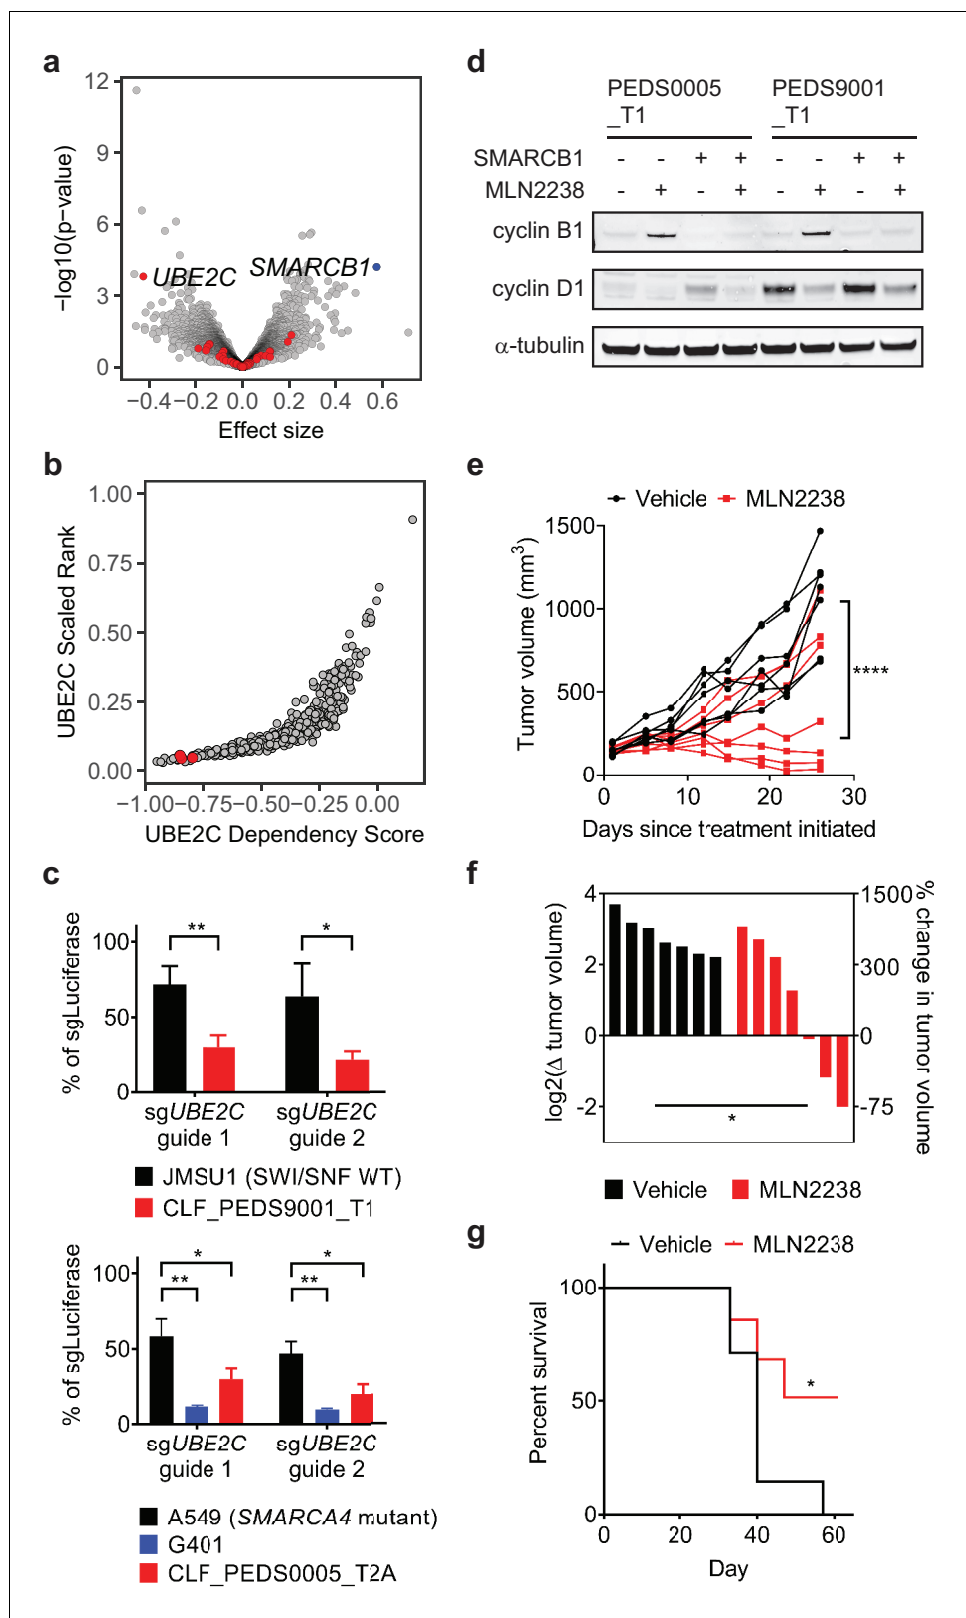 a
12
9
6
3
0
−log10(p−value)
UBE2C
SMARCB1
−0.4
−0.2
0.0
0.2
0.4
0.6
Effect size
b
1.00
0.75
0.50
0.25
0.00
UBE2C Scaled Rank
−1.00
−0.75
−0.50
−0.25
0.00
UBE2C Dependency Score
c
% of sgLuciferase
100
50
0
**
*
sgUBE2C
guide 1
sgUBE2C
guide 2
JMSU1 (SWI/SNF WT)
CLF_PEDS9001_T1
% of sgLuciferase
100
50
0
*
**
*
**
sgUBE2C
guide 1
sgUBE2C
guide 2
A549 (SMARCA4 mutant)
G401
CLF_PEDS0005_T2A
d
PEDS0005
_T1
PEDS9001
_T1
SMARCB1 - - + + - - + +
MLN2238 - + - + - + - +
cyclin B1
cyclin D1
α-tubulin
e
Vehicle
MLN2238
Tumor volume (mm3)
1500
1000
500
0
****
0
10
20
30
Days since treatment initiated
f
log2(Δ tumor volume)
4
2
0
-2
1500
300
0
-75
% change in tumor volume
*
Vehicle
MLN2238
g
Vehicle
MLN2238
Percent survival
100
50
0
*
0
20
40
60
Day